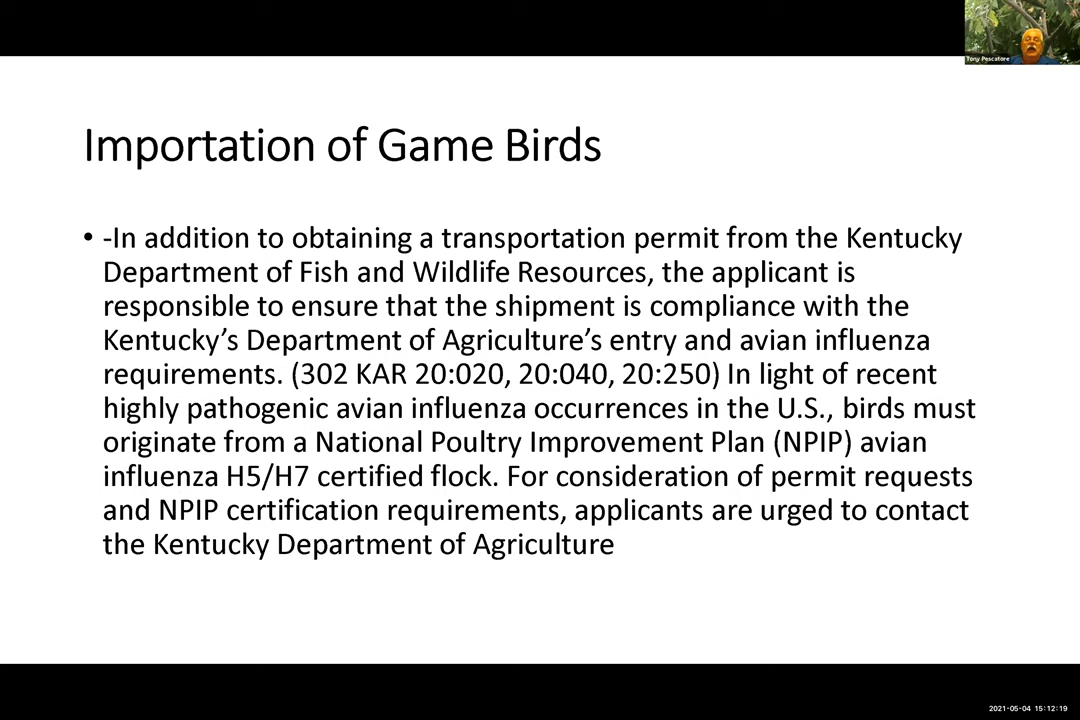 Tony Pescatore
Importation of Game Birds
• -In addition to obtaining a transportation permit from the Kentucky
Department of Fish and Wildlife Resources, the applicant is
responsible to ensure that the shipment is compliance with the
Kentucky’s Department of Agriculture’s entry and avian influenza
requirements. (302 KAR 20:020, 20:040, 20:250) In light of recent
highly pathogenic avian influenza occurrences in the U.S., birds must
originate from a National Poultry Improvement Plan (NPIP) avian
influenza H5/H7 certified flock. For consideration of permit requests
and NPIP certification requirements, applicants are urged to contact
the Kentucky Department of Agriculture
2021-05-04 15:12:19